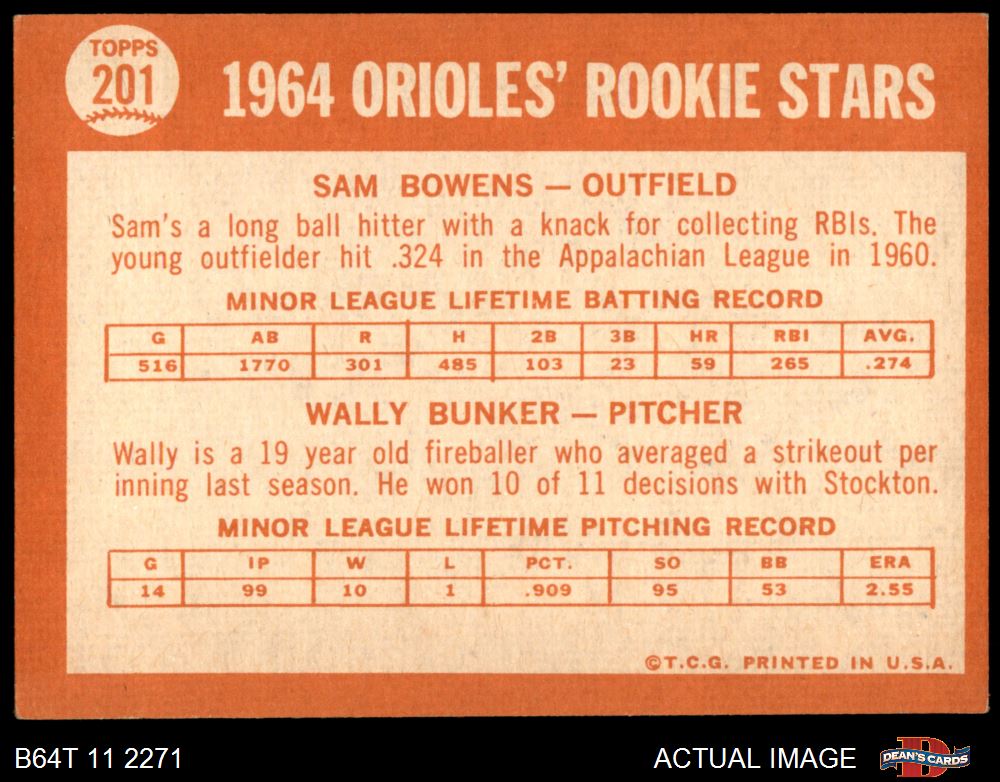 TOPPS
201
1964 ORIOLES' ROOKIE STARS
SAM BOWENS — OUTFIELD
Sam's a long ball hitter with a knack for collecting RBIs. The
young outfielder hit .324 in the Appalachian League in 1960.
MINOR LEAGUE LIFETIME BATTING RECORD
G AB R H 2B 3B HR RBI AVG.
516 1770 301 485 103 23 59 265 .274
WALLY BUNKER — PITCHER
Wally is a 19 year old fireballer who averaged a strikeout per
inning last season. He won 10 of 11 decisions with Stockton.
MINOR LEAGUE LIFETIME PITCHING RECORD
G IP W L PCT. SO BB ERA
14 99 10 1 .909 95 53 2.55
©T.C.G. PRINTED IN U.S.A.
B64T 11 2271
ACTUAL IMAGE
D
DEAN'S CARDS